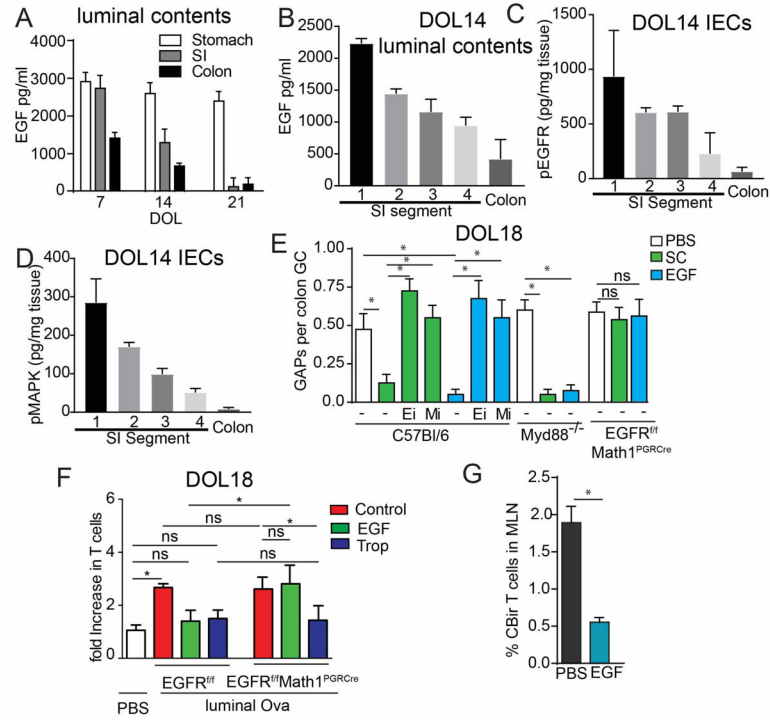 A
luminal contents
EGF pg/ml
4000
3000
2000
1000
0
Stomach
SI
Colon
7
14
21
DOL
B
DOL14
luminal contents
EGF pg/ml
2500
2000
1500
1000
500
0
1
2
3
4
Colon
SI Segment
C
DOL14 IECs
pEGFR (pg/mg tissue)
1500
1000
500
0
1
2
3
4
Colon
SI Segment
D
DOL14 IECs
pMAPK (pg/mg tissue)
400
300
200
100
0
1
2
3
4
Colon
SI Segment
E
DOL18
GAPs per colon GC
1.00
0.75
0.50
0.25
0.00
PBS
SC
EGF
* * * * * * * * ns ns
- - Ei Mi - Ei Mi - - - - - -
C57Bl/6
Myd88-/-
EGFRf/f
Math1PGRCre
F
DOL18
fold Increase in T cells
6
4
2
0
Control
EGF
Trop
*
ns ns *
ns ns ns
*
EGFRf/f
EGFRf/fMath1PGRCre
PBS
luminal Ova
G
% CBir T cells in MLN
2.5
2.0
1.5
1.0
0.5
0.0
*
PBS EGF